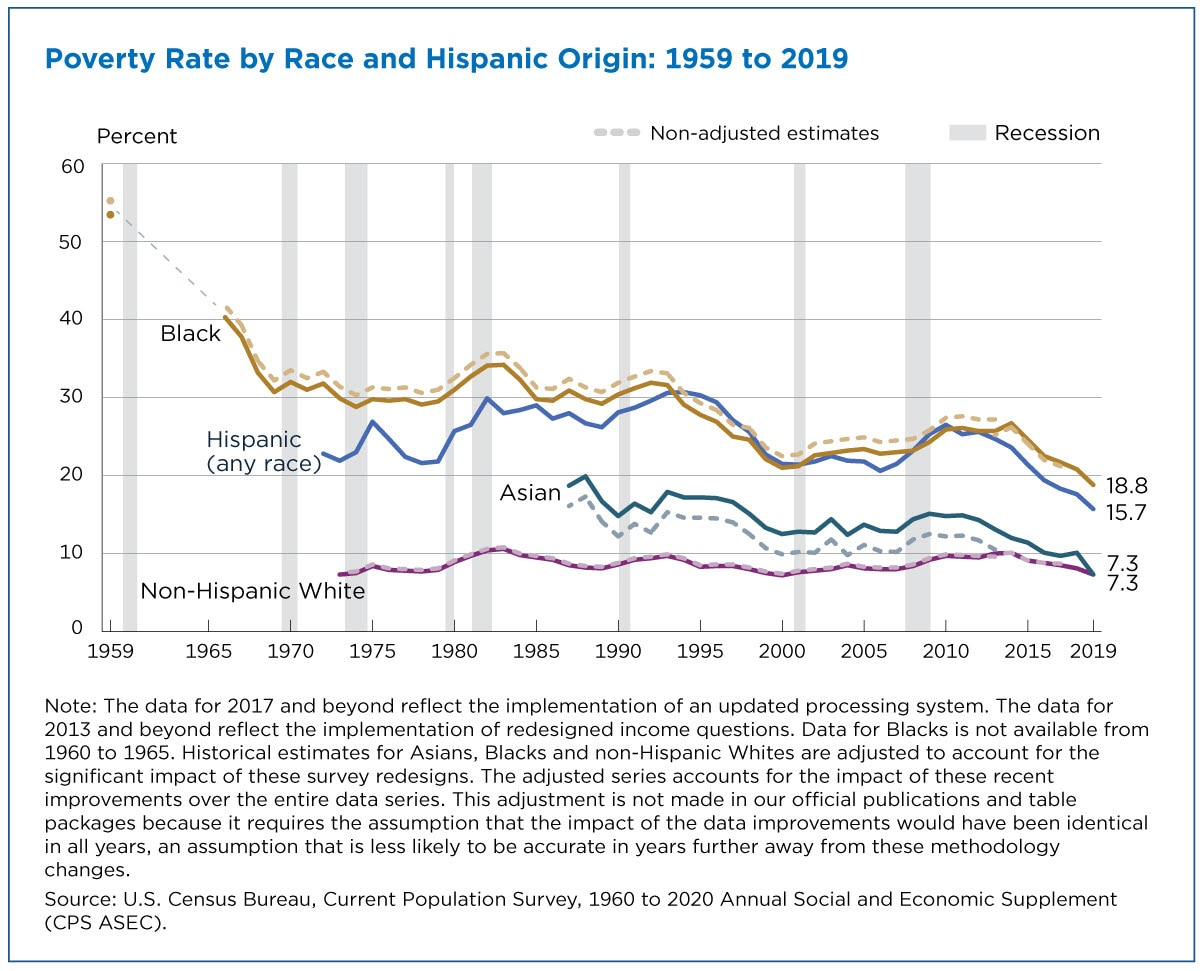 Poverty Rate by Race and Hispanic Origin: 1959 to 2019
Percent
Non-adjusted estimates
Recession
60
50
40
30
20
10
0
Black
Hispanic
(any race)
Asian
Non-Hispanic White
18.8
15.7
7.3
7.3
1959 1965 1970 1975 1980 1985 1990 1995 2000 2005 2010 2015 2019
Note: The data for 2017 and beyond reflect the implementation of an updated processing system. The data for
2013 and beyond reflect the implementation of redesigned income questions. Data for Blacks is not available from
1960 to 1965. Historical estimates for Asians, Blacks and non-Hispanic Whites are adjusted to account for the
significant impact of these survey redesigns. The adjusted series accounts for the impact of these recent
improvements over the entire data series. This adjustment is not made in our official publications and table
packages because it requires the assumption that the impact of the data improvements would have been identical
in all years, an assumption that is less likely to be accurate in years further away from these methodology
changes.
Source: U.S. Census Bureau, Current Population Survey, 1960 to 2020 Annual Social and Economic Supplement
(CPS ASEC).